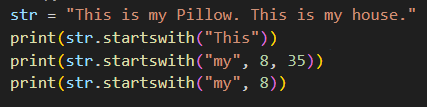 str = "This is my Pillow. This is my house."
print(str.startswith("This"))
print(str.startswith("my", 8, 35))
print(str.startswith("my", 8))